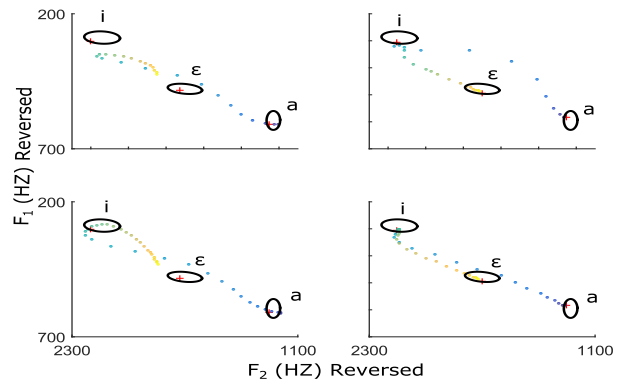 200
i
i
ε
ε
a
a
700
F₁ (HZ) Reversed
200
i
i
ε
ε
a
a
700
2300
1100
2300
1100
F₂ (HZ) Reversed